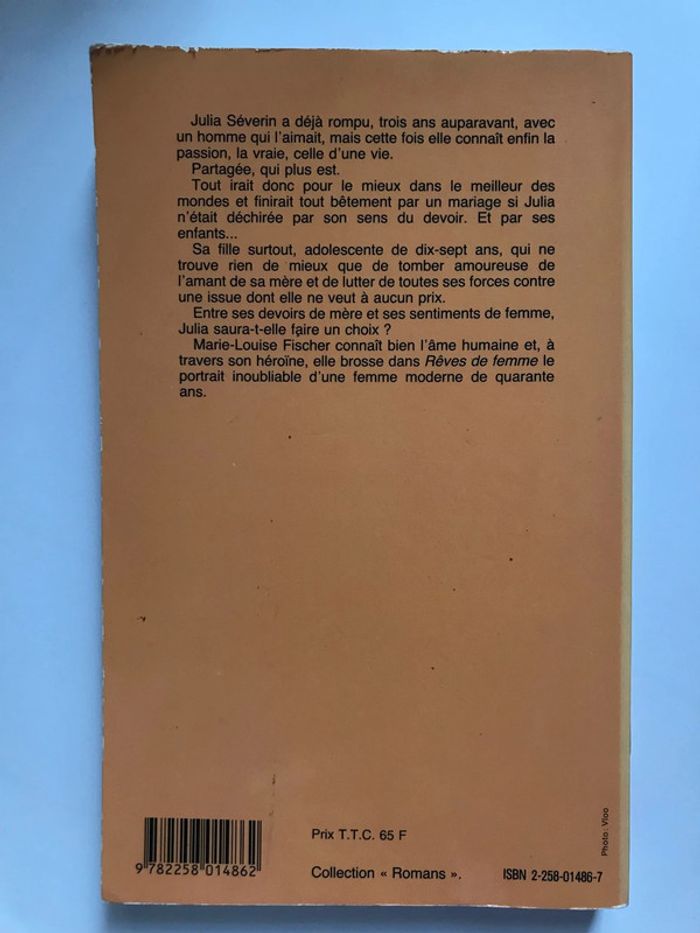 Julia Séverin a déjà rompu, trois ans auparavant, avec
un homme qui l'aimait, mais cette fois elle connaît enfin la
passion, la vraie, celle d'une vie.
Partagée, qui plus est.
Tout irait donc pour le mieux dans le meilleur des
mondes et finirait tout bêtement par un mariage si Julia
n'était déchirée par son sens du devoir. Et par ses
enfants...
Sa fille surtout, adolescente de dix-sept ans, qui ne
trouve rien de mieux que de tomber amoureuse de
l'amant de sa mère et de lutter de toutes ses forces contre
une issue dont elle ne veut à aucun prix.
Entre ses devoirs de mère et ses sentiments de femme,
Julia saura-t-elle faire un choix ?
Marie-Louise Fischer connaît bien l'âme humaine et, à
travers son héroïne, elle brosse dans Rêves de femme le
portrait inoubliable d'une femme moderne de quarante
ans.
Photo : Vloo
Prix T.T.C. 65 F
9 782258 014862
Collection « Romans ».
ISBN 2-258-01486-7